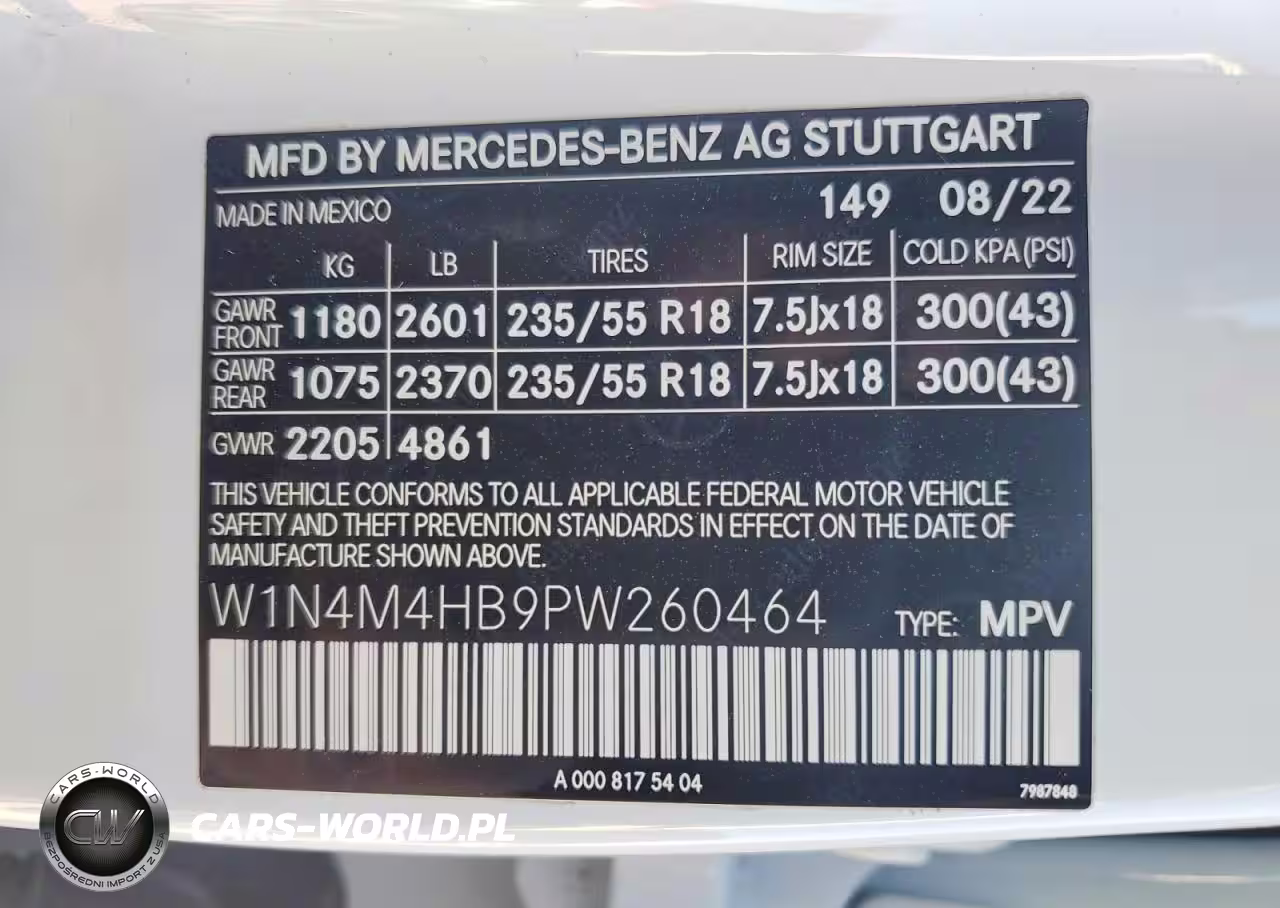 MFD BY MERCEDES-BENZ AG STUTTGART
MADE IN MEXICO 149 08/22
KG LB TIRES RIM SIZE COLD KPA (PSI)
GAWR FRONT 1180 2601 235/55 R18 7.5Jx18 300(43)
GAWR REAR 1075 2370 235/55 R18 7.5Jx18 300(43)
GVWR 2205 4861
THIS VEHICLE CONFORMS TO ALL APPLICABLE FEDERAL MOTOR VEHICLE
SAFETY AND THEFT PREVENTION STANDARDS IN EFFECT ON THE DATE OF
MANUFACTURE SHOWN ABOVE.
W1N4M4HB9PW260464 TYPE: MPV
A 000 817 54 04 7987848
CARS-WORLD
CW
BEZPOŚREDNI IMPORT Z USA
CARS-WORLD.PL